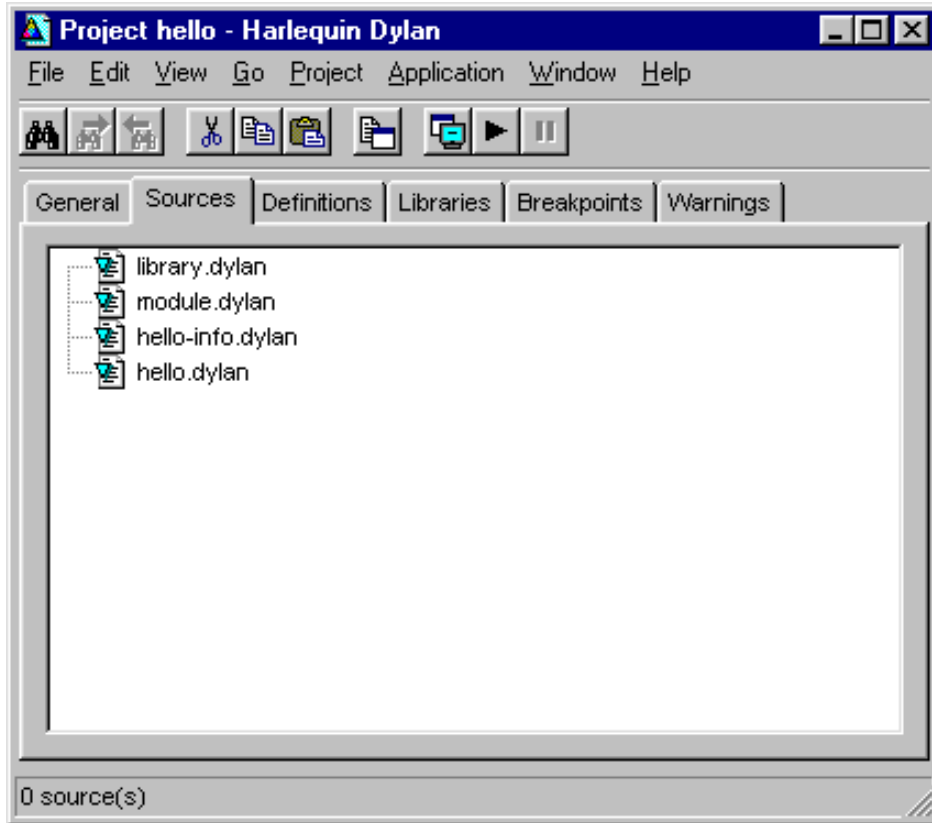 Project hello - Harlequin Dylan
File Edit View Go Project Application Window Help
General Sources Definitions Libraries Breakpoints Warnings
library.dylan
module.dylan
hello-info.dylan
hello.dylan
0 source(s)